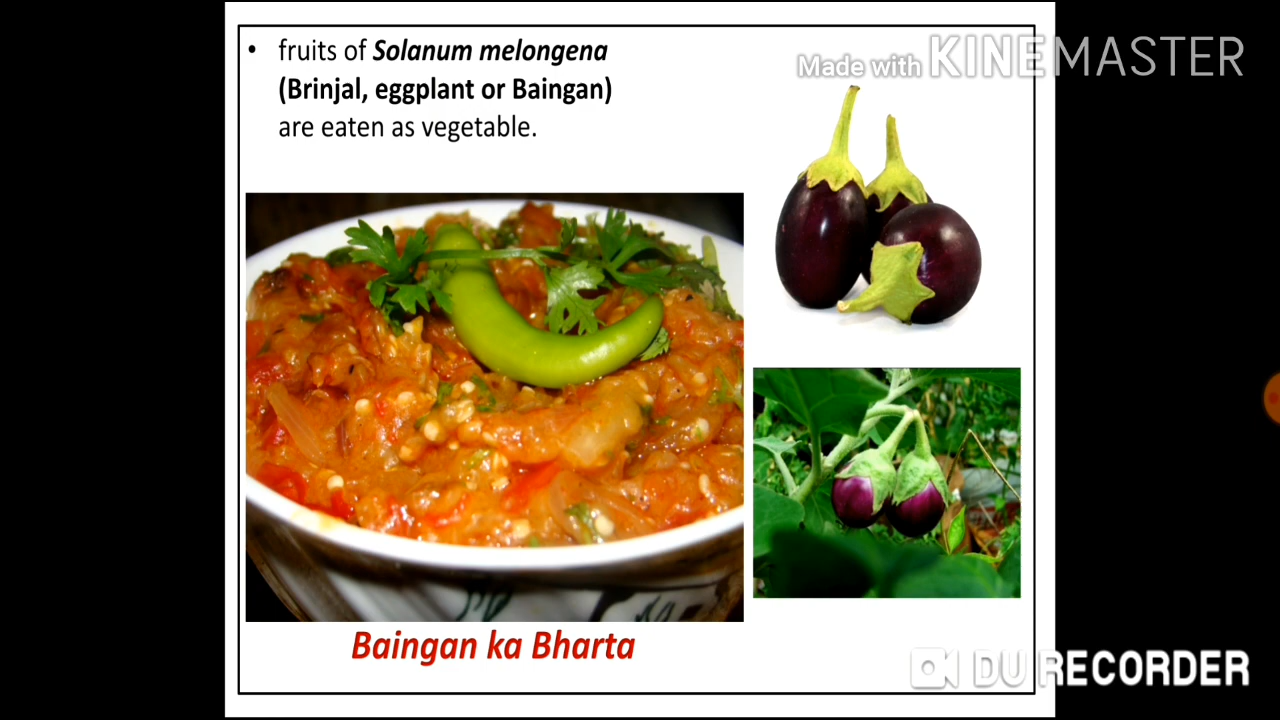 Made with KINEMASTER
• fruits of Solanum melongena
(Brinjal, eggplant or Baingan)
are eaten as vegetable.
Baingan ka Bharta
DU RECORDER